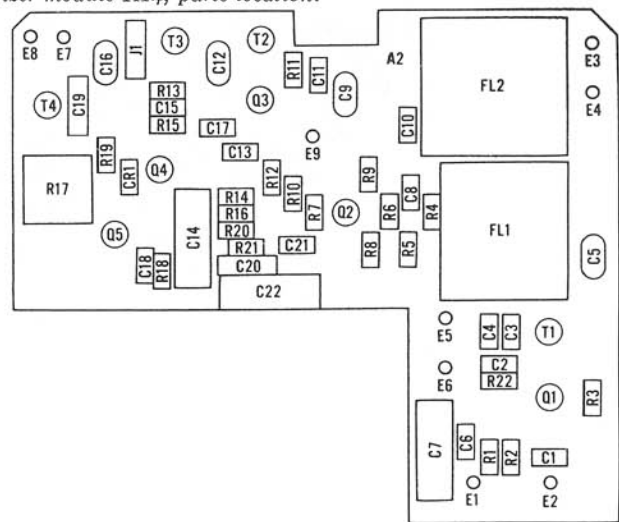 module A2A7, parts location.
E8 E7 C16 J1 T3 C12 T2 R11 C11 C9 A2 FL2 E3
T4 C19 R13 C15 R15 Q3 C17 E9 C10 E4
R19 CR1 Q4 C13 R12 R10 R9 C8
R17 R14 R16 R7 Q2 R6 R4 FL1
Q5 C14 R20 R21 C21 R8 R5 C5
C18 R18 C20
C22
E5 C4 C3 T1
E6 C2
R22
Q1 R3
C7 C6 R1 R2 C1
E1 E2